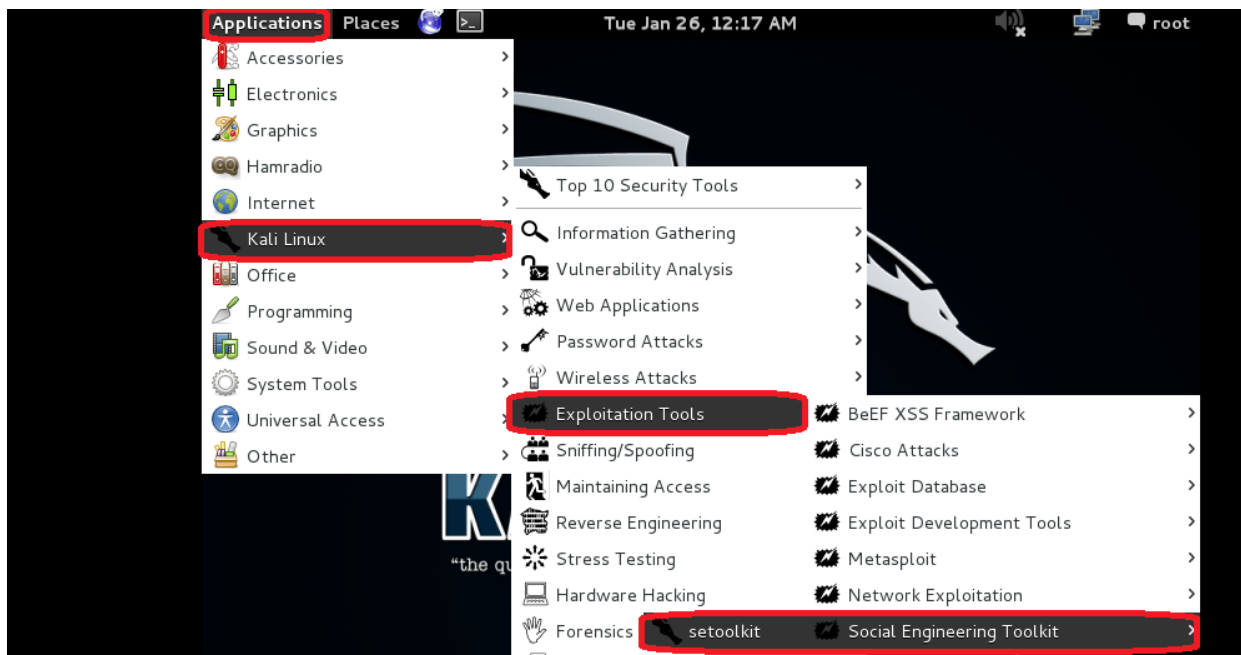 Applications Places Tue Jan 26, 12:17 AM root
Accessories
Electronics
Graphics
Hamradio
Internet
Kali Linux
Office
Programming
Sound & Video
System Tools
Universal Access
Other
Top 10 Security Tools
Information Gathering
Vulnerability Analysis
Web Applications
Password Attacks
Wireless Attacks
Exploitation Tools
Sniffing/Spoofing
Maintaining Access
Reverse Engineering
Stress Testing
Hardware Hacking
Forensics
BeEF XSS Framework
Cisco Attacks
Exploit Database
Exploit Development Tools
Metasploit
Network Exploitation
Social Engineering Toolkit
setoolkit
K
"the qu